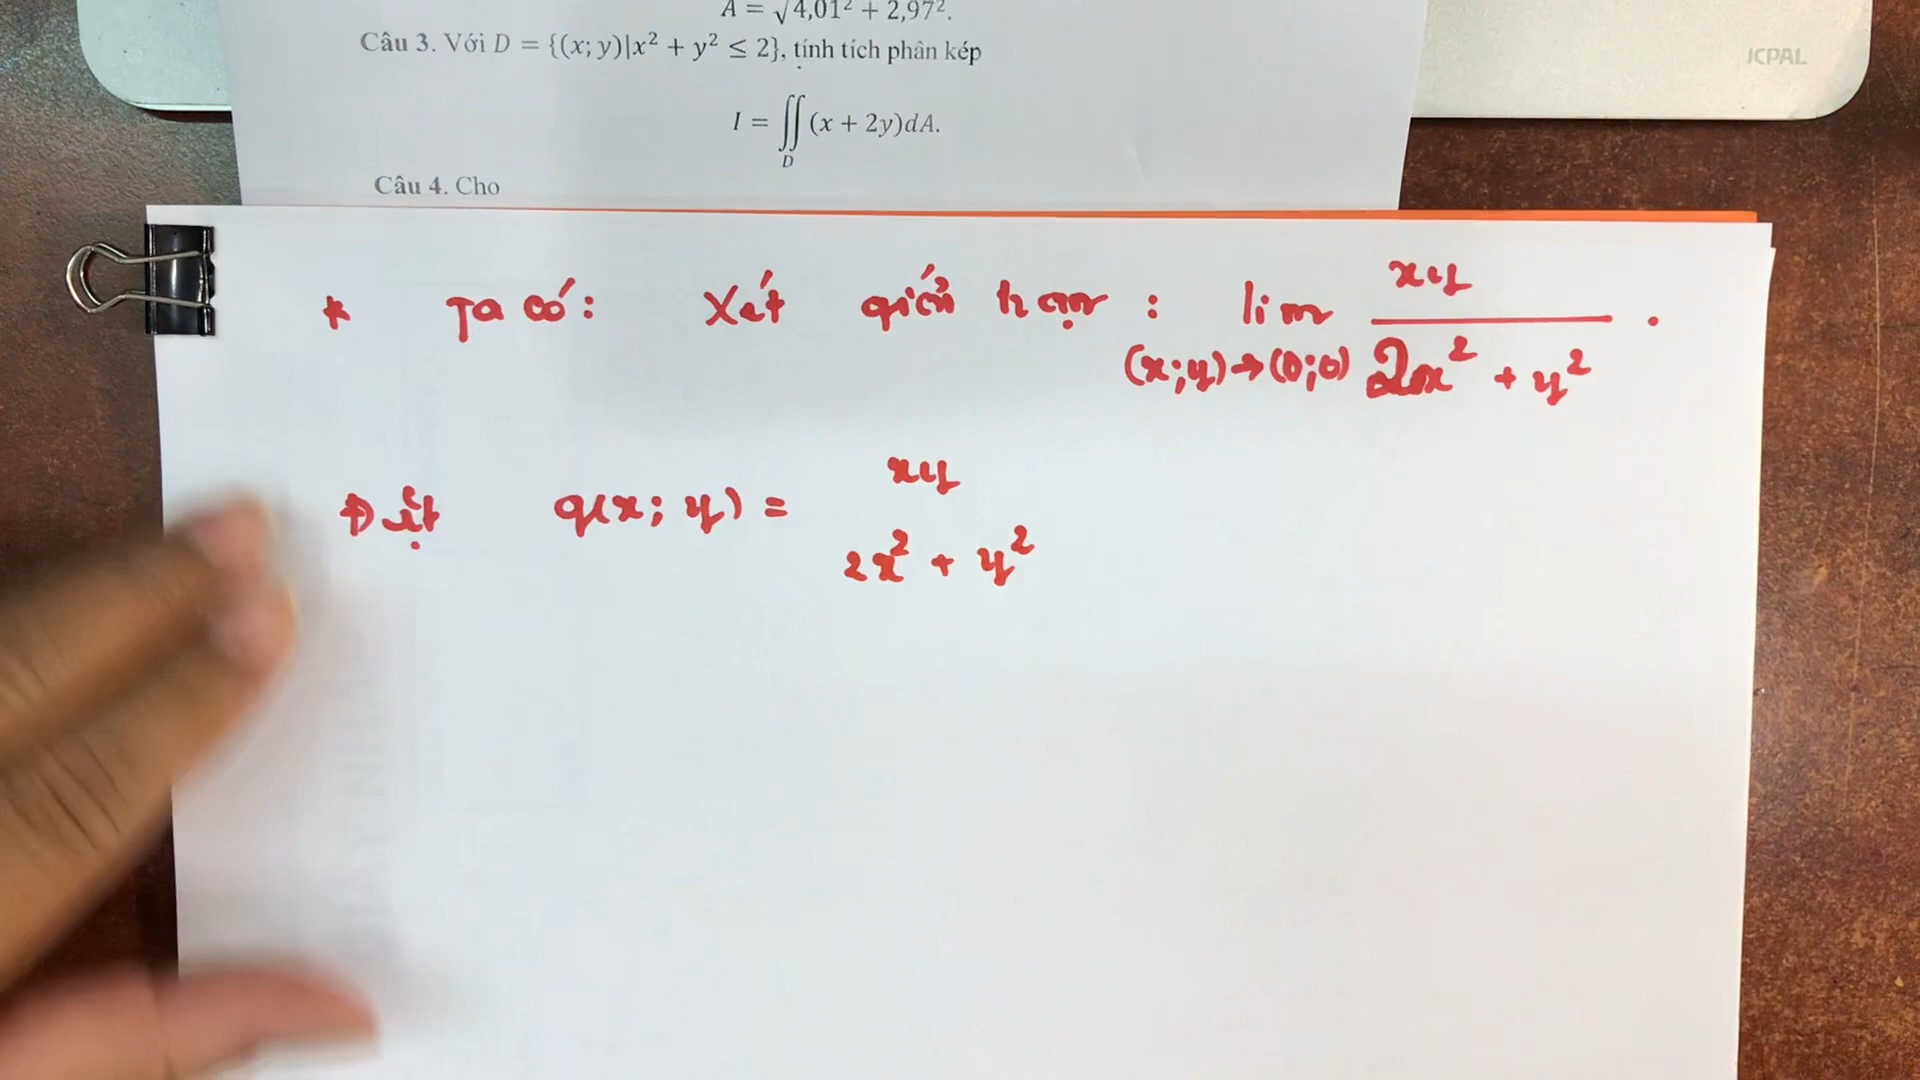 A = √4,01² + 2,97².
JCPAL
Câu 3. Với D = {(x; y)|x² + y² ≤ 2}, tính tích phân kép
I = ∬(x + 2y)dA.
D
Câu 4. Cho
* Ta có: Xét giới hạn : lim xy / 2x² + y² .
(x;y)→(0;0)
Đặt g(x; y) = xy
2x² + y²